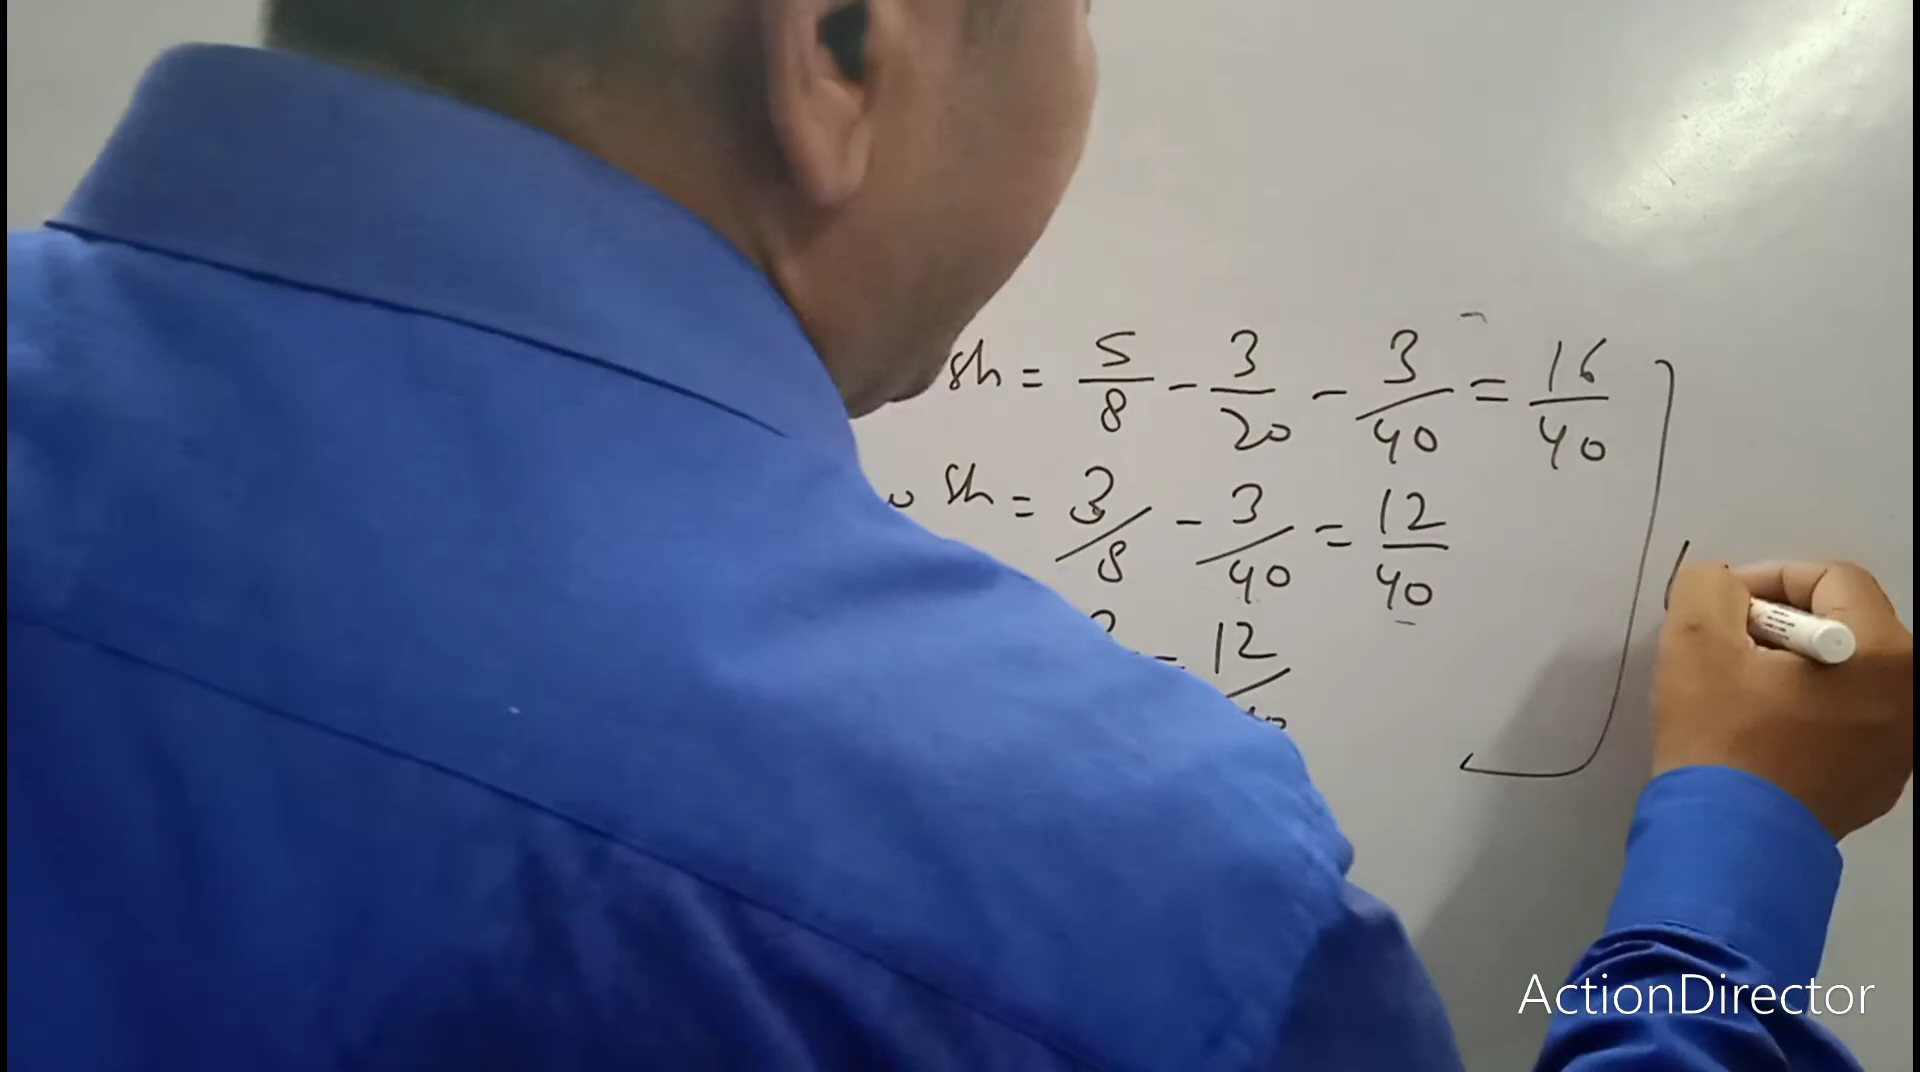 sh = 5/8 - 3/20 - 3/40 = 16/40
sh = 3/8 - 3/40 = 12/40
= 12/
ActionDirector